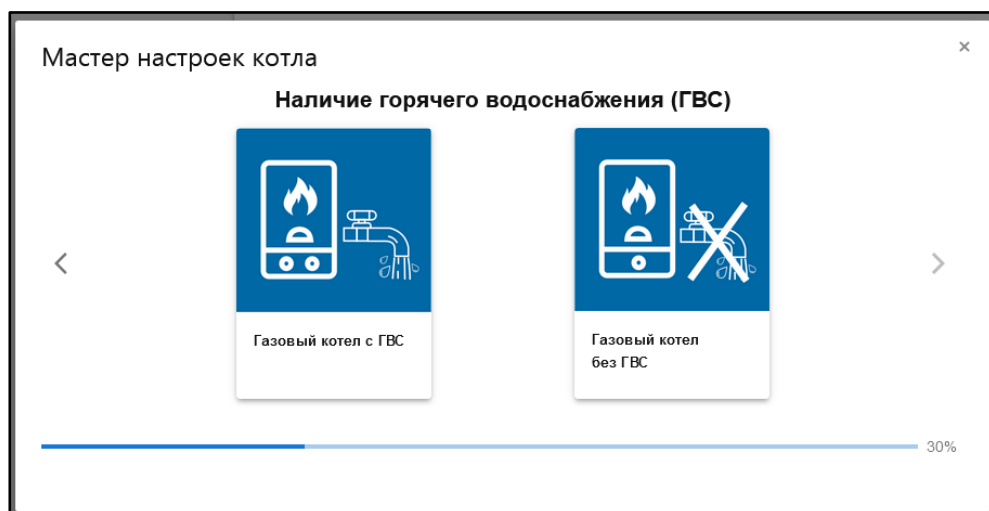 Мастер настроек котла
×
Наличие горячего водоснабжения (ГВС)
Газовый котел с ГВС
Газовый котел
без ГВС
30%